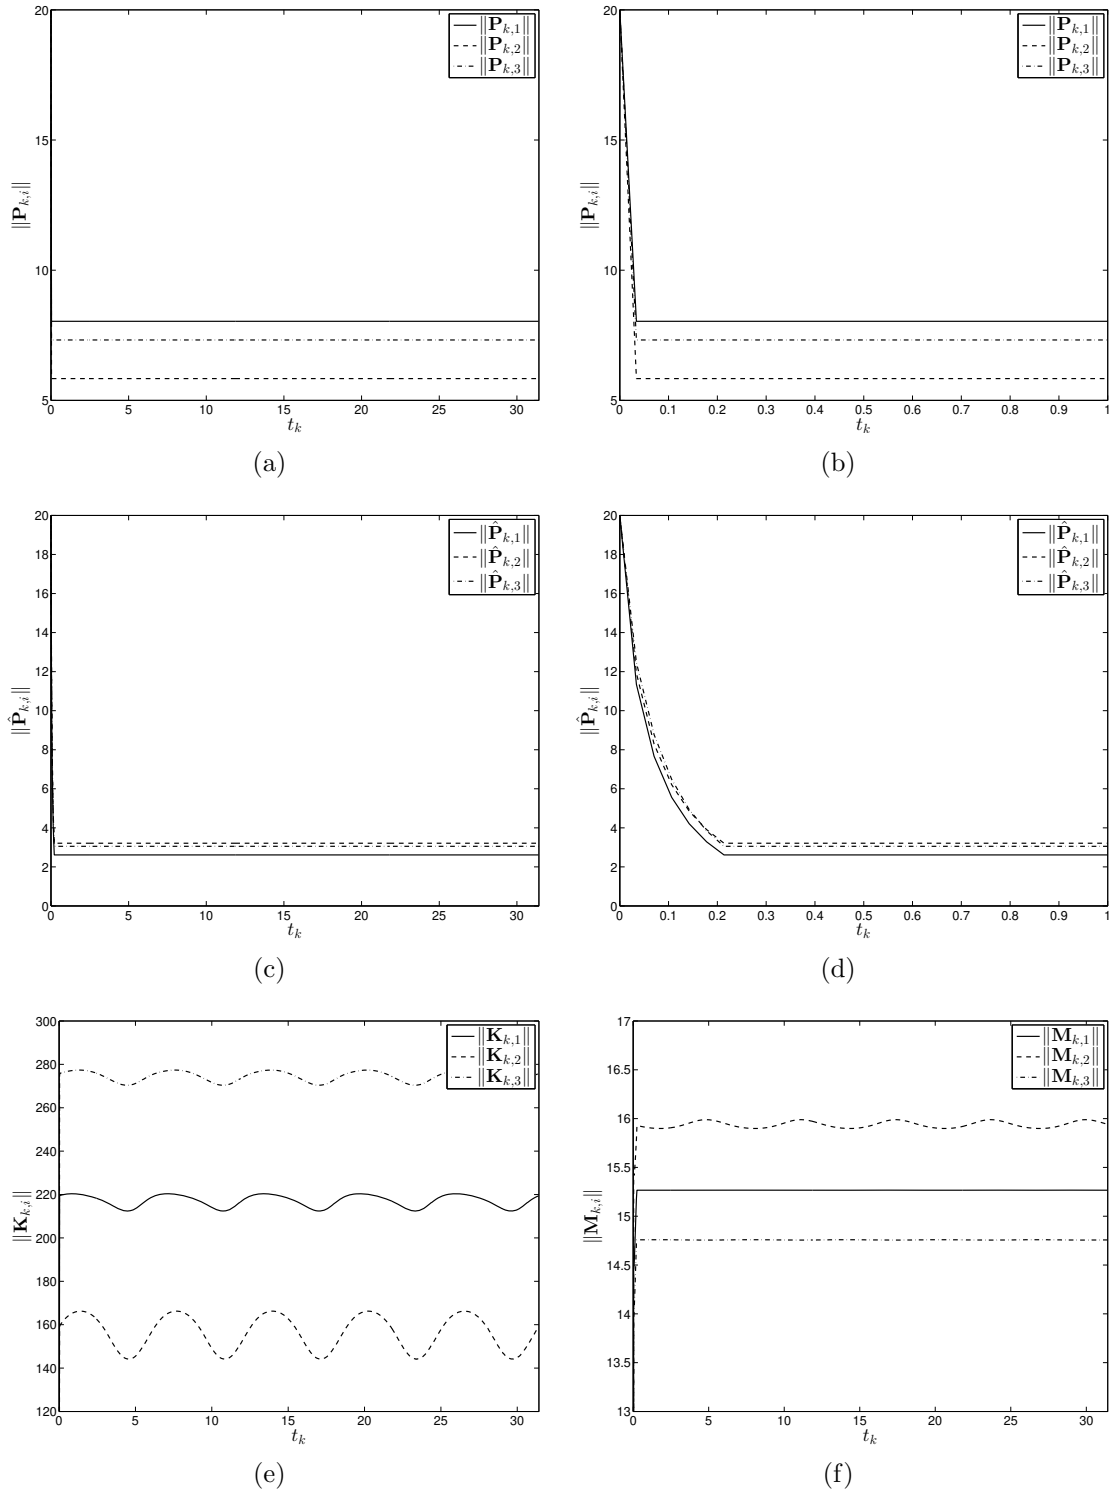 20
15
10
5
0 5 10 15 20 25 30
||P_{k,i}||
t_k
||P_{k,1}||
||P_{k,2}||
||P_{k,3}||
(a)
20
15
10
5
0 0.1 0.2 0.3 0.4 0.5 0.6 0.7 0.8 0.9 1
||P_{k,i}||
t_k
||P_{k,1}||
||P_{k,2}||
||P_{k,3}||
(b)
20
18
16
14
12
10
8
6
4
2
0
0 5 10 15 20 25 30
||P̂_{k,i}||
t_k
||P̂_{k,1}||
||P̂_{k,2}||
||P̂_{k,3}||
(c)
20
18
16
14
12
10
8
6
4
2
0
0 0.1 0.2 0.3 0.4 0.5 0.6 0.7 0.8 0.9 1
||P̂_{k,i}||
t_k
||P̂_{k,1}||
||P̂_{k,2}||
||P̂_{k,3}||
(d)
300
280
260
240
220
200
180
160
140
120
0 5 10 15 20 25 30
||K_{k,i}||
t_k
||K_{k,1}||
||K_{k,2}||
||K_{k,3}||
(e)
17
16.5
16
15.5
15
14.5
14
13.5
13
0 5 10 15 20 25 30
||M_{k,i}||
t_k
||M_{k,1}||
||M_{k,2}||
||M_{k,3}||
(f)